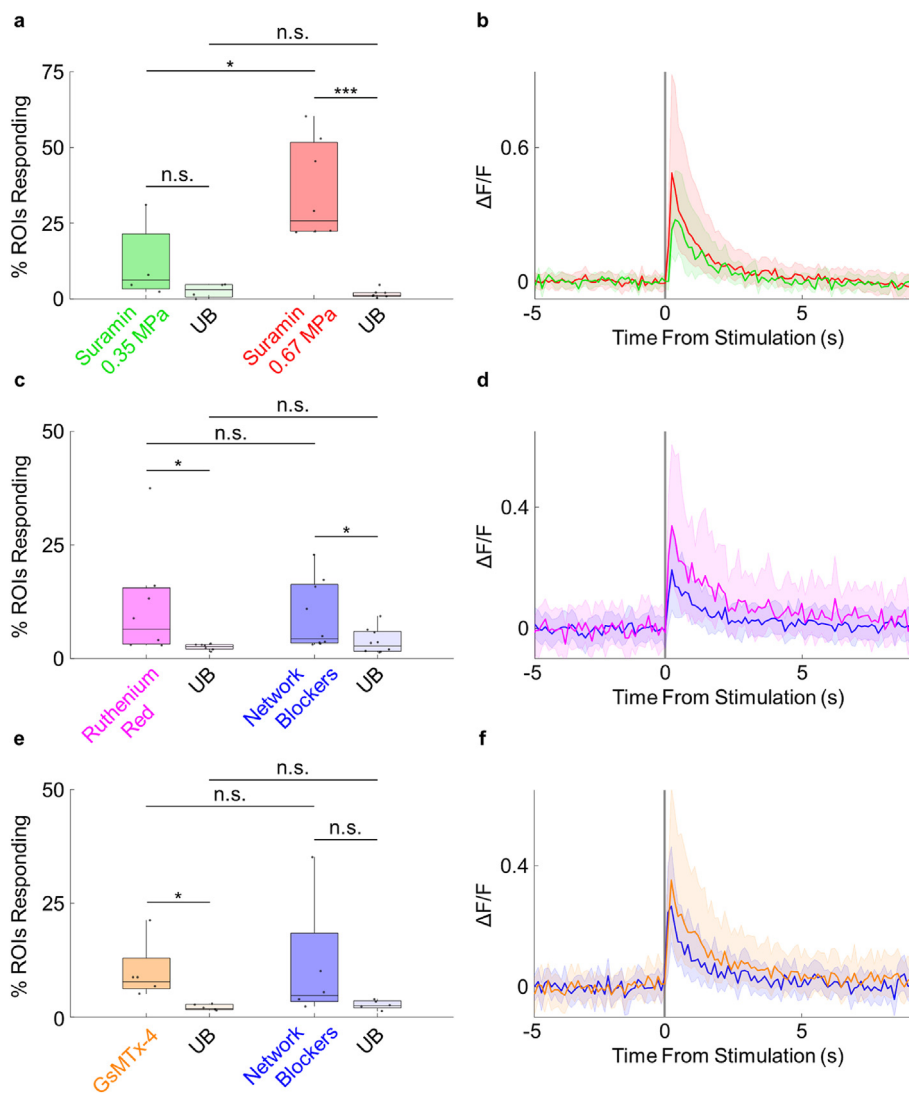 a
n.s.
*
***
n.s.
75
50
25
0
% ROIs Responding
Suramin
0.35 MPa
UB
Suramin
0.67 MPa
UB
b
0.6
0
ΔF/F
-5
0
5
Time From Stimulation (s)
c
n.s.
n.s.
*
*
50
25
0
% ROIs Responding
Ruthenium
Red
UB
Network
Blockers
UB
d
0.4
0
ΔF/F
-5
0
5
Time From Stimulation (s)
e
n.s.
n.s.
n.s.
*
50
25
0
% ROIs Responding
GsMTx-4
UB
Network
Blockers
UB
f
0.4
0
ΔF/F
-5
0
5
Time From Stimulation (s)